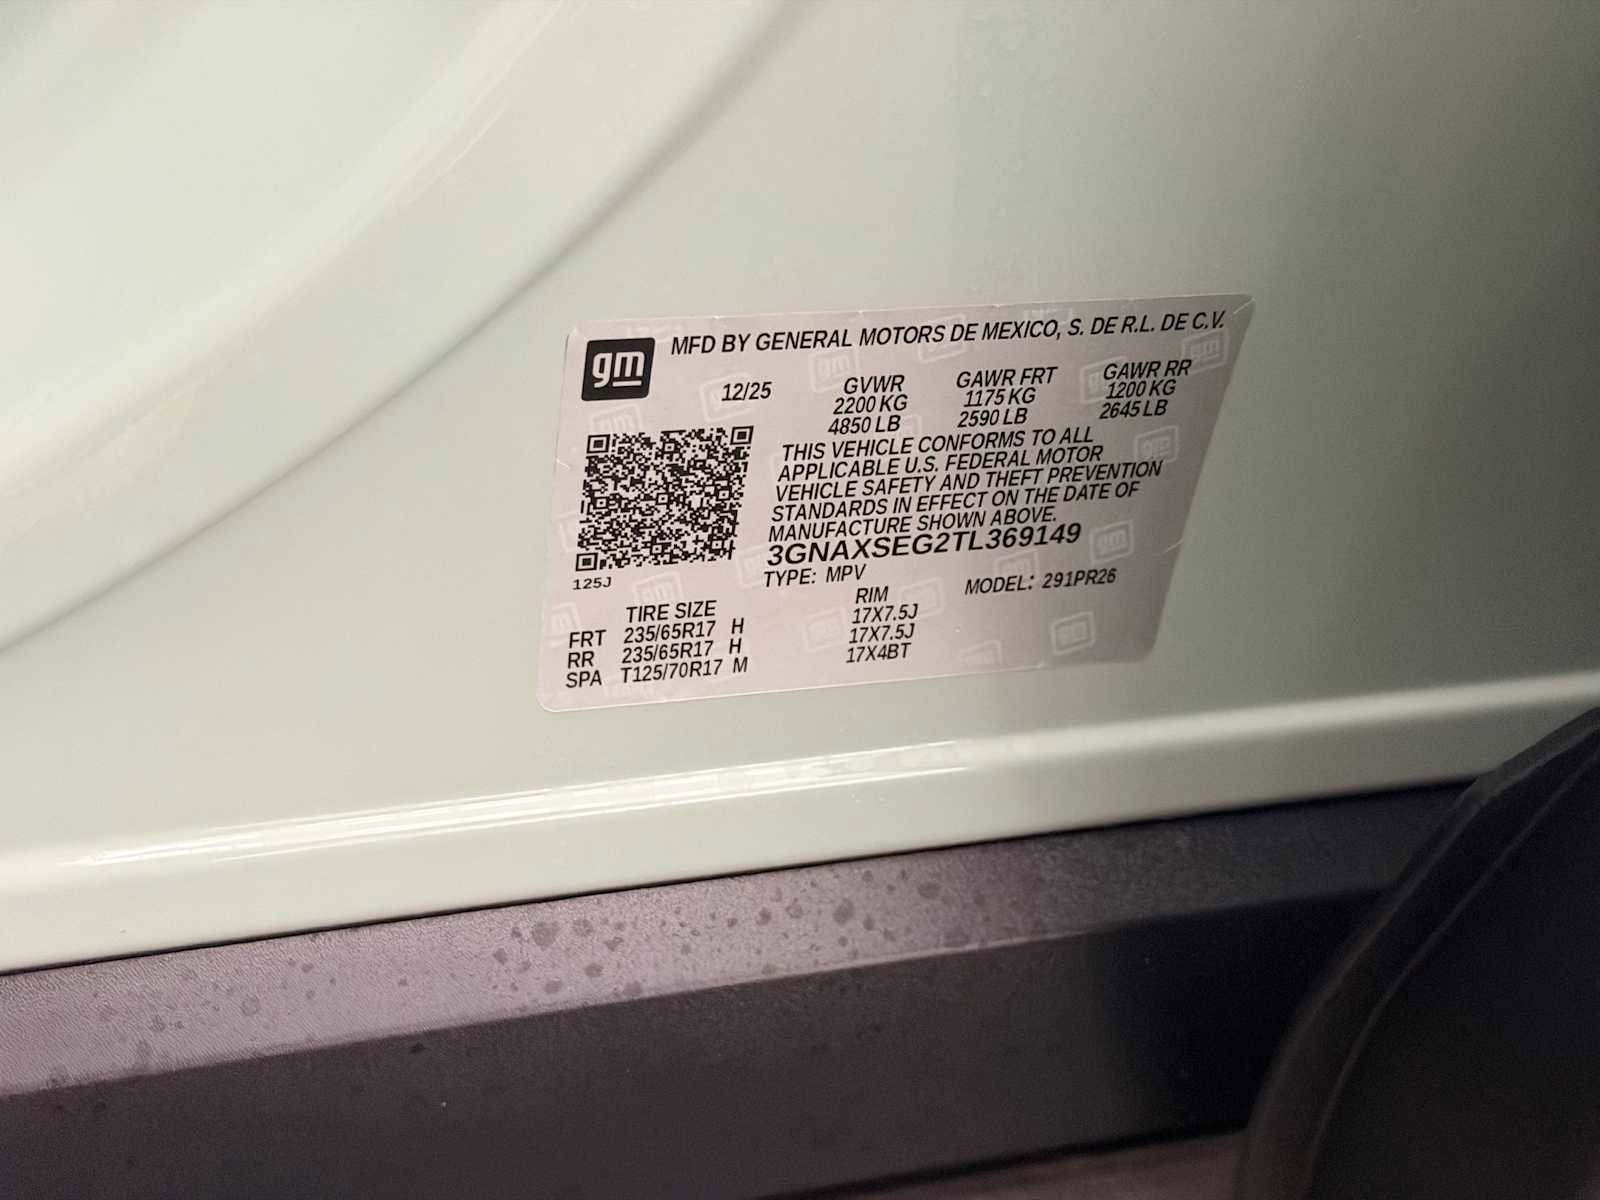 gm
MFD BY GENERAL MOTORS DE MEXICO, S. DE R.L. DE C.V.
12/25
GVWR GAWR FRT GAWR RR
2200 KG 1175 KG 1200 KG
4850 LB 2590 LB 2645 LB
THIS VEHICLE CONFORMS TO ALL
APPLICABLE U.S. FEDERAL MOTOR
VEHICLE SAFETY AND THEFT PREVENTION
STANDARDS IN EFFECT ON THE DATE OF
MANUFACTURE SHOWN ABOVE.
3GNAXSEG2TL369149
125J
TYPE: MPV MODEL: 291PR26
TIRE SIZE RIM
FRT 235/65R17 H 17X7.5J
RR 235/65R17 H 17X7.5J
SPA T125/70R17 M 17X4BT